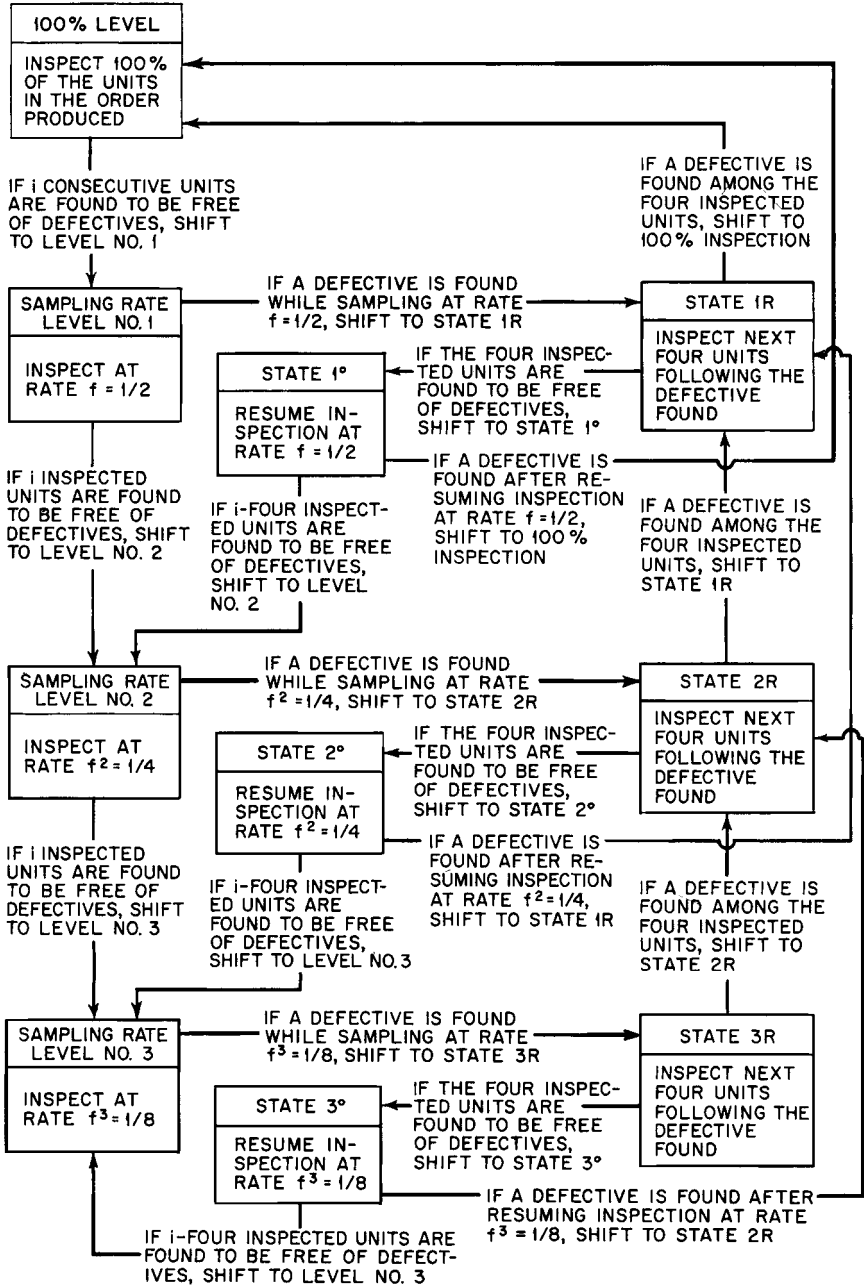 100% LEVEL
INSPECT 100%
OF THE UNITS
IN THE ORDER
PRODUCED
IF i CONSECUTIVE UNITS
ARE FOUND TO BE FREE
OF DEFECTIVES, SHIFT
TO LEVEL NO. 1
IF A DEFECTIVE IS
FOUND AMONG THE
FOUR INSPECTED
UNITS, SHIFT TO
100% INSPECTION
SAMPLING RATE
LEVEL NO. 1
INSPECT AT
RATE f = 1/2
IF A DEFECTIVE IS FOUND
WHILE SAMPLING AT RATE
f = 1/2, SHIFT TO STATE 1R
STATE 1R
INSPECT NEXT
FOUR UNITS
FOLLOWING THE
DEFECTIVE
FOUND
IF THE FOUR INSPEC-
TED UNITS ARE
FOUND TO BE FREE
OF DEFECTIVES,
SHIFT TO STATE 1°
STATE 1°
RESUME IN-
SPECTION AT
RATE f = 1/2
IF A DEFECTIVE IS
FOUND AFTER RE-
SUMING INSPECTION
AT RATE f = 1/2,
SHIFT TO 100%
INSPECTION
IF i INSPECTED
UNITS ARE FOUND
TO BE FREE OF
DEFECTIVES, SHIFT
TO LEVEL NO. 2
IF i-FOUR INSPECT-
ED UNITS ARE
FOUND TO BE FREE
OF DEFECTIVES,
SHIFT TO LEVEL
NO. 2
IF A DEFECTIVE IS
FOUND AMONG THE
FOUR INSPECTED
UNITS, SHIFT TO
STATE 1R
SAMPLING RATE
LEVEL NO. 2
INSPECT AT
RATE f² = 1/4
IF A DEFECTIVE IS FOUND
WHILE SAMPLING AT RATE
f² = 1/4, SHIFT TO STATE 2R
STATE 2R
INSPECT NEXT
FOUR UNITS
FOLLOWING THE
DEFECTIVE
FOUND
IF THE FOUR INSPEC-
TED UNITS ARE
FOUND TO BE FREE
OF DEFECTIVES,
SHIFT TO STATE 2°
STATE 2°
RESUME IN-
SPECTION AT
RATE f² = 1/4
IF A DEFECTIVE IS
FOUND AFTER RE-
SUMING INSPECTION
AT RATE f² = 1/4,
SHIFT TO STATE 1R
IF i INSPECTED
UNITS ARE FOUND
TO BE FREE OF
DEFECTIVES, SHIFT
TO LEVEL NO. 3
IF i-FOUR INSPECT-
ED UNITS ARE
FOUND TO BE FREE
OF DEFECTIVES,
SHIFT TO LEVEL NO. 3
IF A DEFECTIVE IS
FOUND AMONG THE
FOUR INSPECTED
UNITS, SHIFT TO
STATE 2R
SAMPLING RATE
LEVEL NO. 3
INSPECT AT
RATE f³ = 1/8
IF A DEFECTIVE IS FOUND
WHILE SAMPLING AT RATE
f³ = 1/8, SHIFT TO STATE 3R
STATE 3R
INSPECT NEXT
FOUR UNITS
FOLLOWING THE
DEFECTIVE
FOUND
IF THE FOUR INSPEC-
TED UNITS ARE
FOUND TO BE FREE
OF DEFECTIVES,
SHIFT TO STATE 3°
STATE 3°
RESUME IN-
SPECTION AT
RATE f³ = 1/8
IF A DEFECTIVE IS FOUND AFTER
RESUMING INSPECTION AT RATE
f³ = 1/8, SHIFT TO STATE 2R
IF i-FOUR INSPECTED UNITS ARE
FOUND TO BE FREE OF DEFECT-
IVES, SHIFT TO LEVEL NO. 3